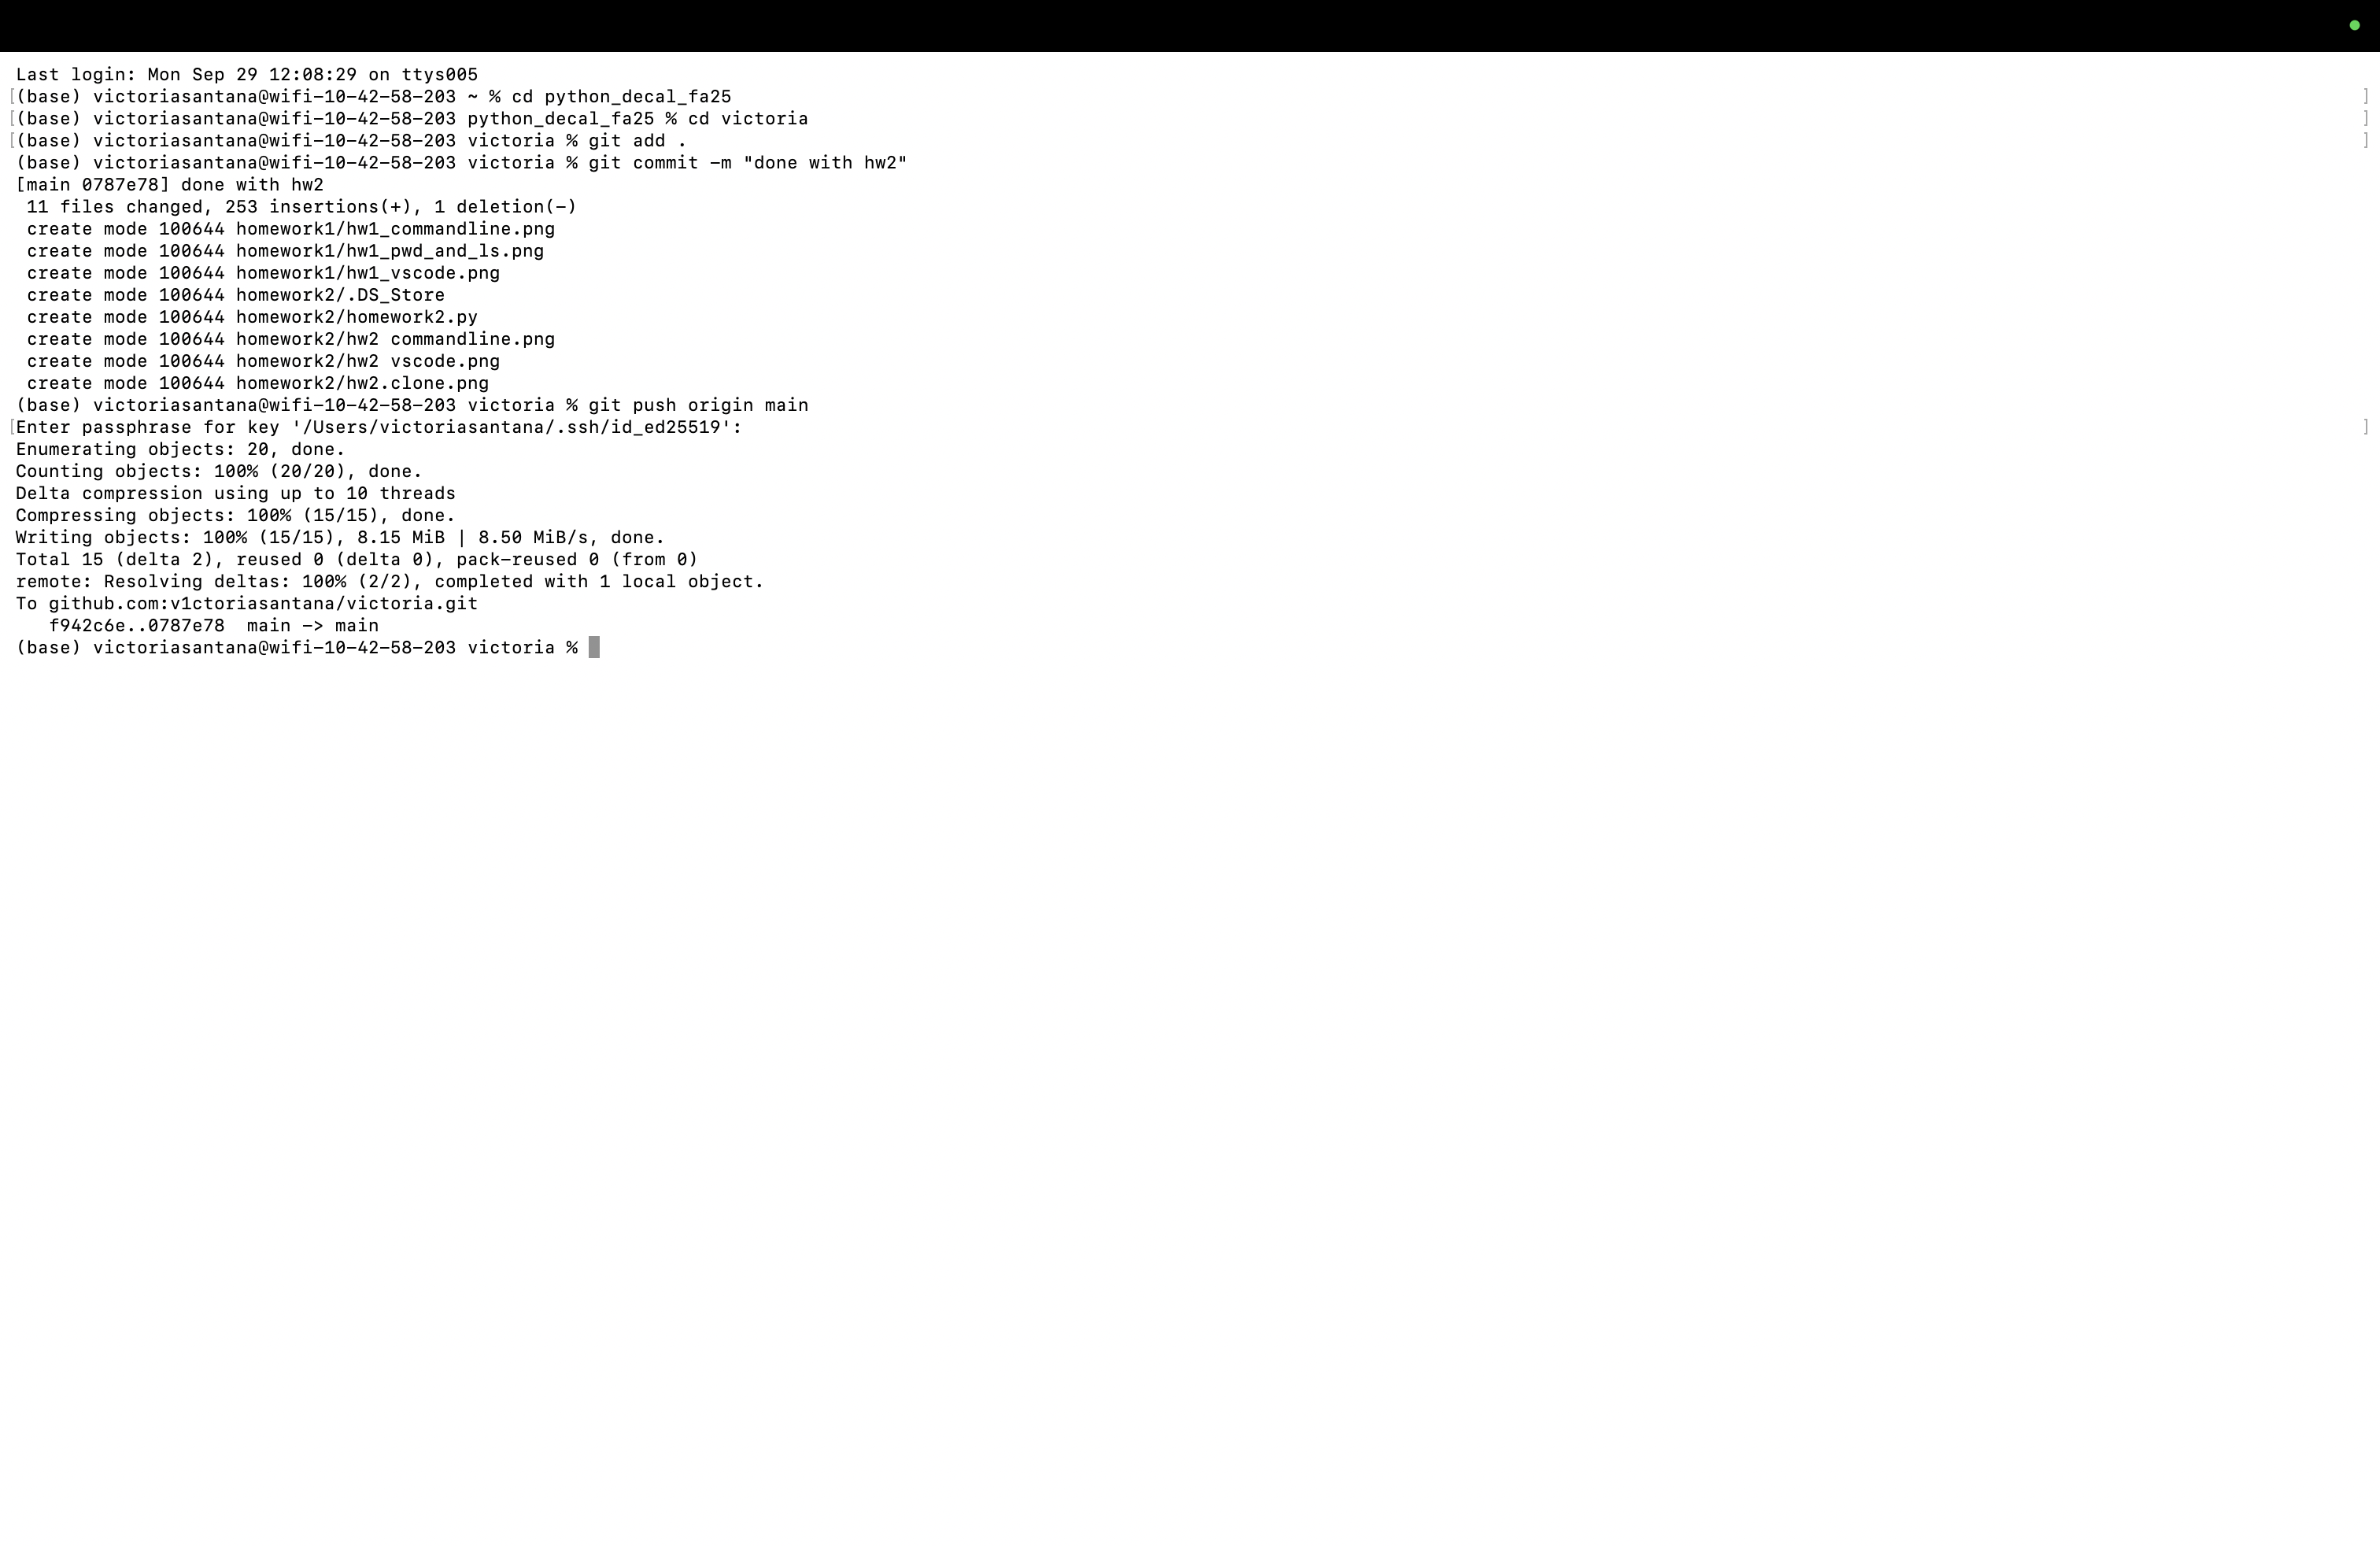 Last login: Mon Sep 29 12:08:29 on ttys005
[(base) victoriasantana@wifi-10-42-58-203 ~ % cd python_decal_fa25 ]
[(base) victoriasantana@wifi-10-42-58-203 python_decal_fa25 % cd victoria ]
[(base) victoriasantana@wifi-10-42-58-203 victoria % git add . ]
(base) victoriasantana@wifi-10-42-58-203 victoria % git commit -m "done with hw2"
[main 0787e78] done with hw2
 11 files changed, 253 insertions(+), 1 deletion(-)
 create mode 100644 homework1/hw1_commandline.png
 create mode 100644 homework1/hw1_pwd_and_ls.png
 create mode 100644 homework1/hw1_vscode.png
 create mode 100644 homework2/.DS_Store
 create mode 100644 homework2/homework2.py
 create mode 100644 homework2/hw2 commandline.png
 create mode 100644 homework2/hw2 vscode.png
 create mode 100644 homework2/hw2.clone.png
(base) victoriasantana@wifi-10-42-58-203 victoria % git push origin main
[Enter passphrase for key '/Users/victoriasantana/.ssh/id_ed25519': ]
Enumerating objects: 20, done.
Counting objects: 100% (20/20), done.
Delta compression using up to 10 threads
Compressing objects: 100% (15/15), done.
Writing objects: 100% (15/15), 8.15 MiB | 8.50 MiB/s, done.
Total 15 (delta 2), reused 0 (delta 0), pack-reused 0 (from 0)
remote: Resolving deltas: 100% (2/2), completed with 1 local object.
To github.com:v1ctoriasantana/victoria.git
   f942c6e..0787e78  main -> main
(base) victoriasantana@wifi-10-42-58-203 victoria %